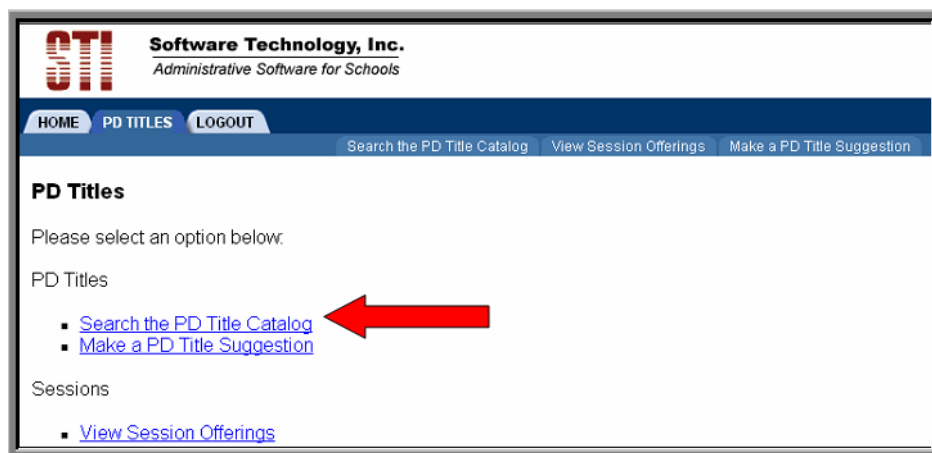 STI
Software Technology, Inc.
Administrative Software for Schools
HOME PD TITLES LOGOUT
Search the PD Title Catalog View Session Offerings Make a PD Title Suggestion
PD Titles
Please select an option below:
PD Titles
Search the PD Title Catalog
Make a PD Title Suggestion
Sessions
View Session Offerings